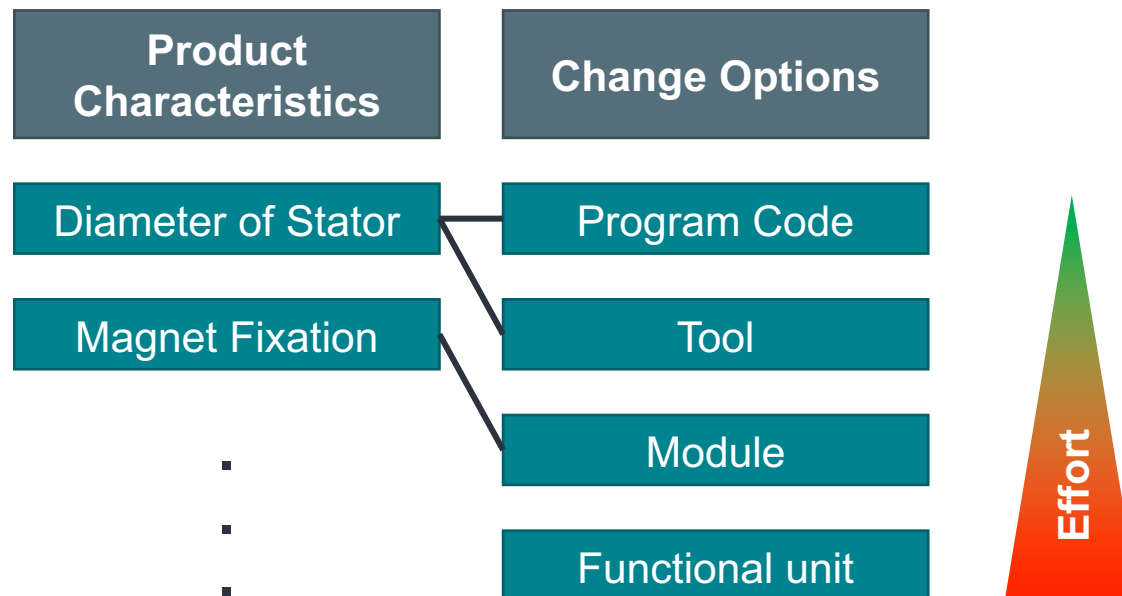 Product
Characteristics
Change Options
Diameter of Stator
Program Code
Magnet Fixation
Tool
Module
Functional unit
Effort